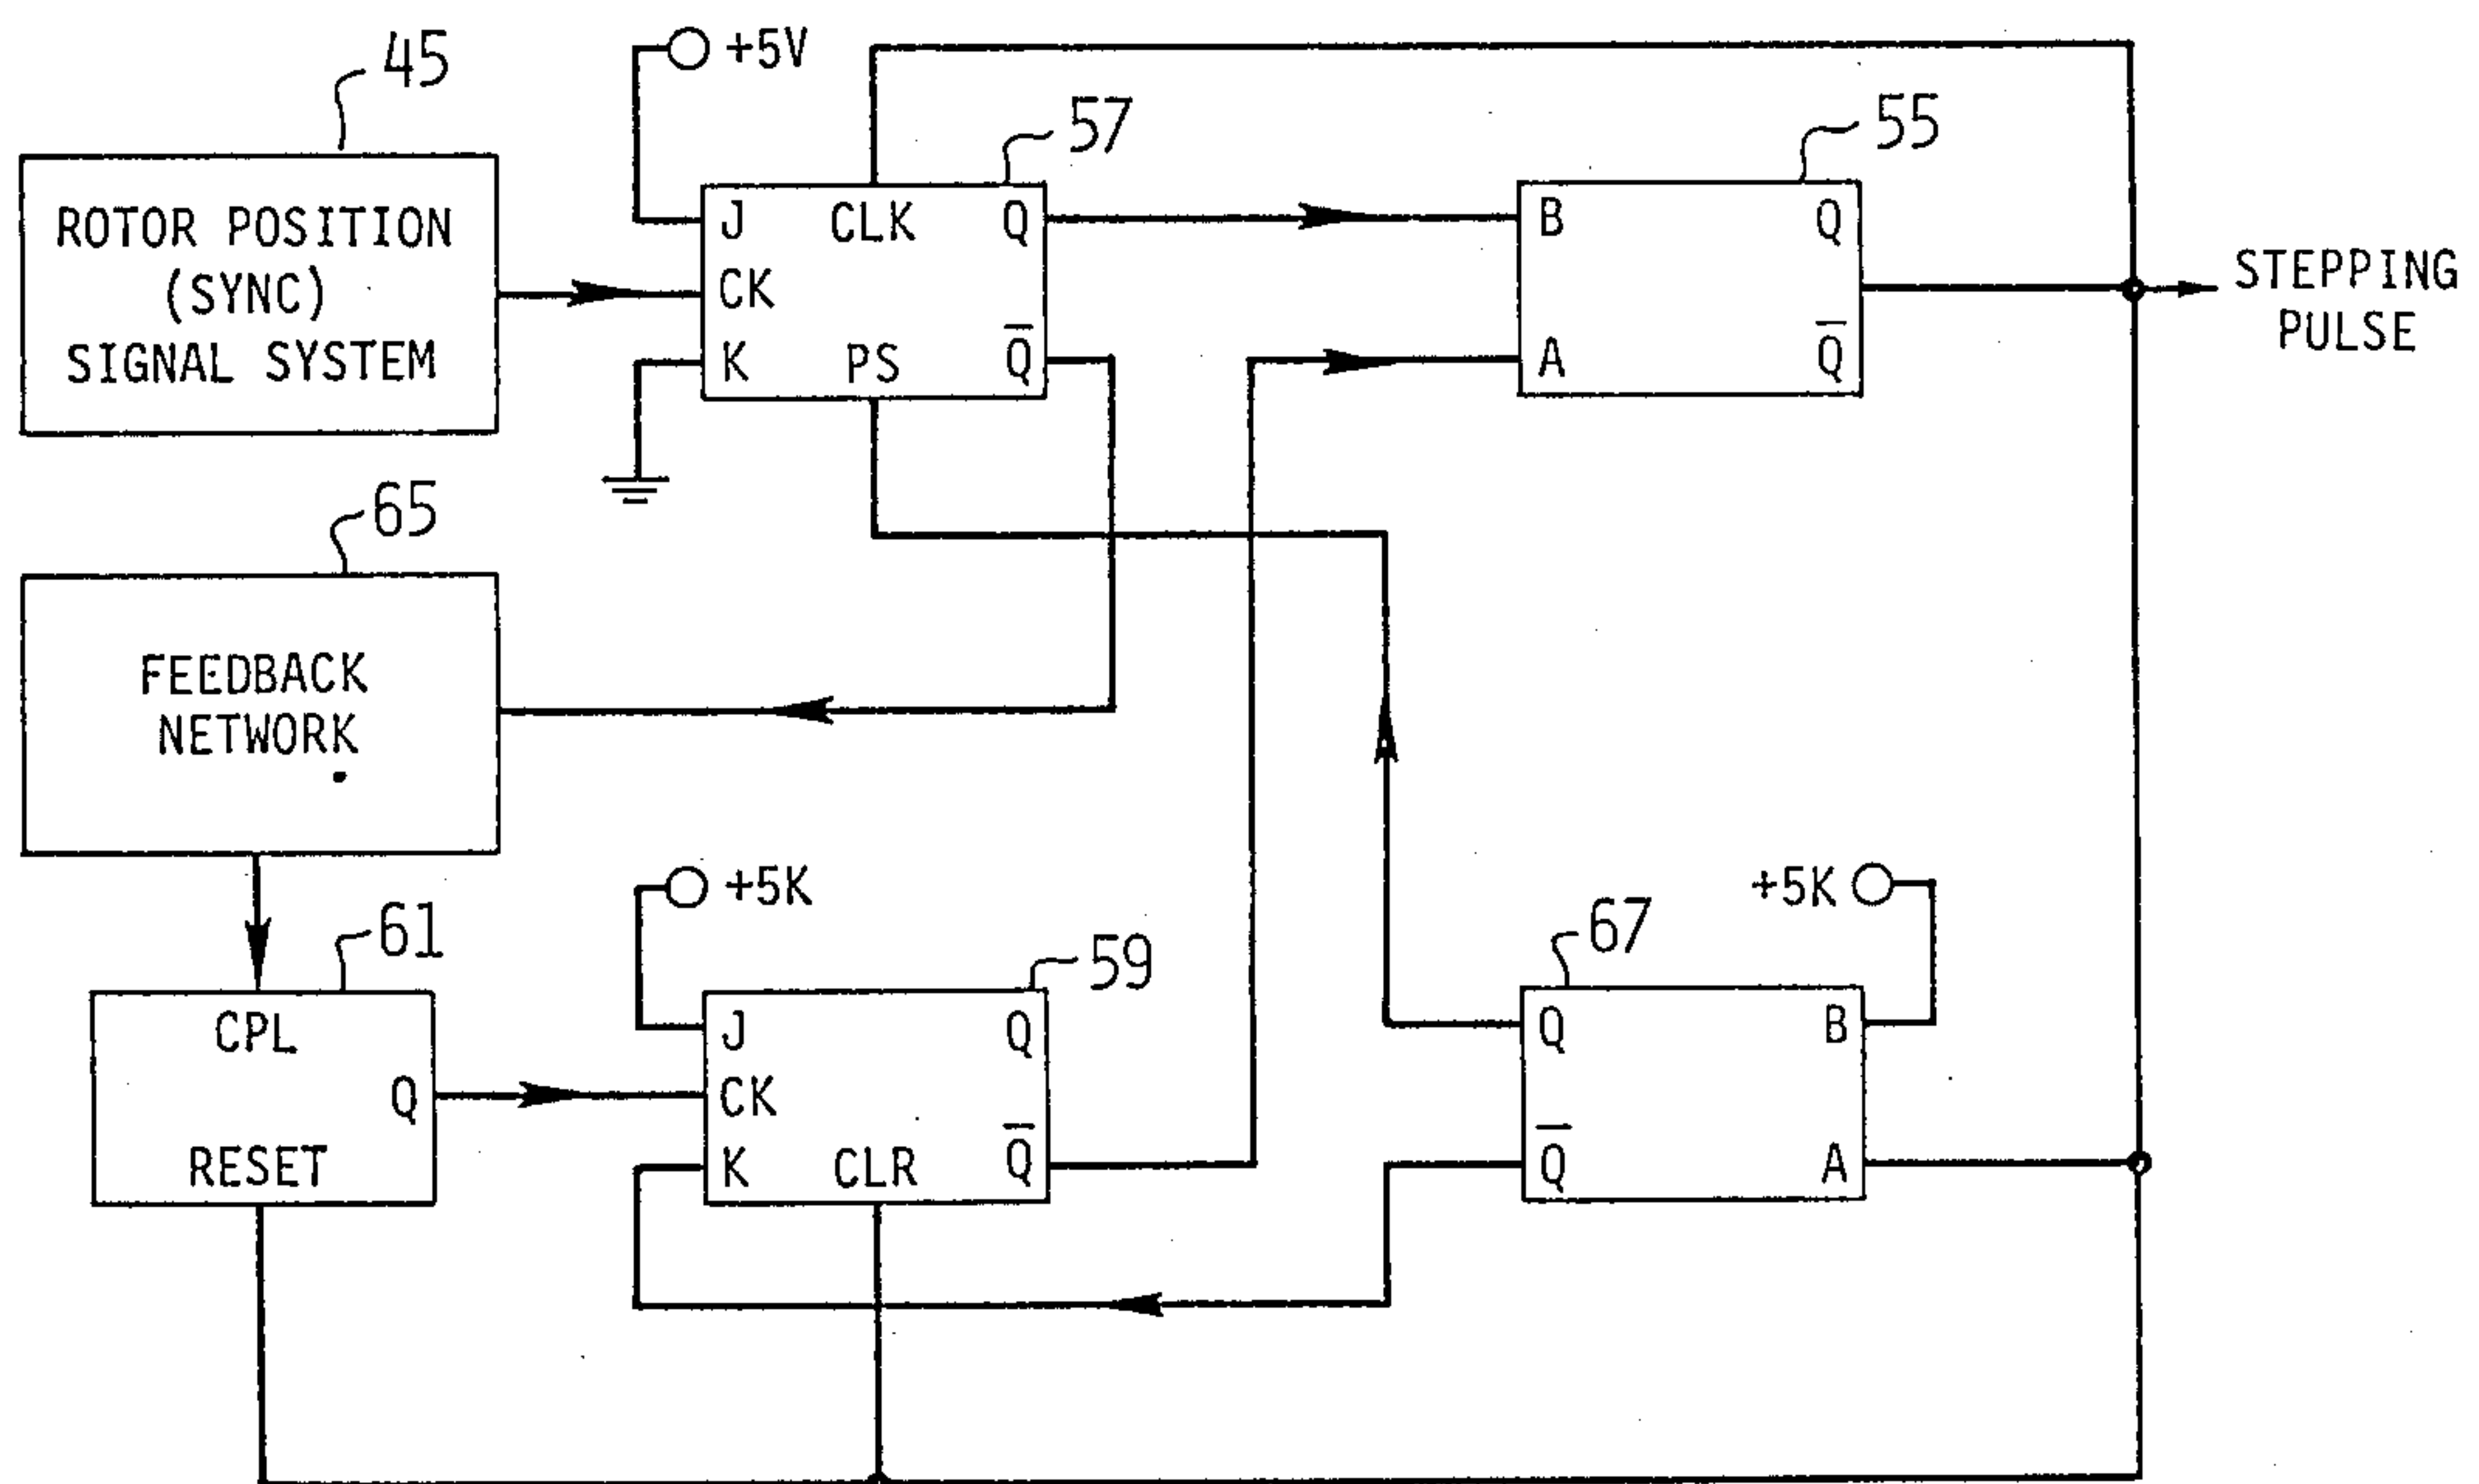 45
+5V
57
55
ROTOR POSITION
(SYNC)
SIGNAL SYSTEM
J CLK Q
CK
K PS Q̅
B Q
A Q̅
STEPPING
PULSE
65
FEEDBACK
NETWORK
61
CPL
Q
RESET
+5K
59
J Q
CK
K CLR Q̅
+5K
67
Q B
Q̅ A